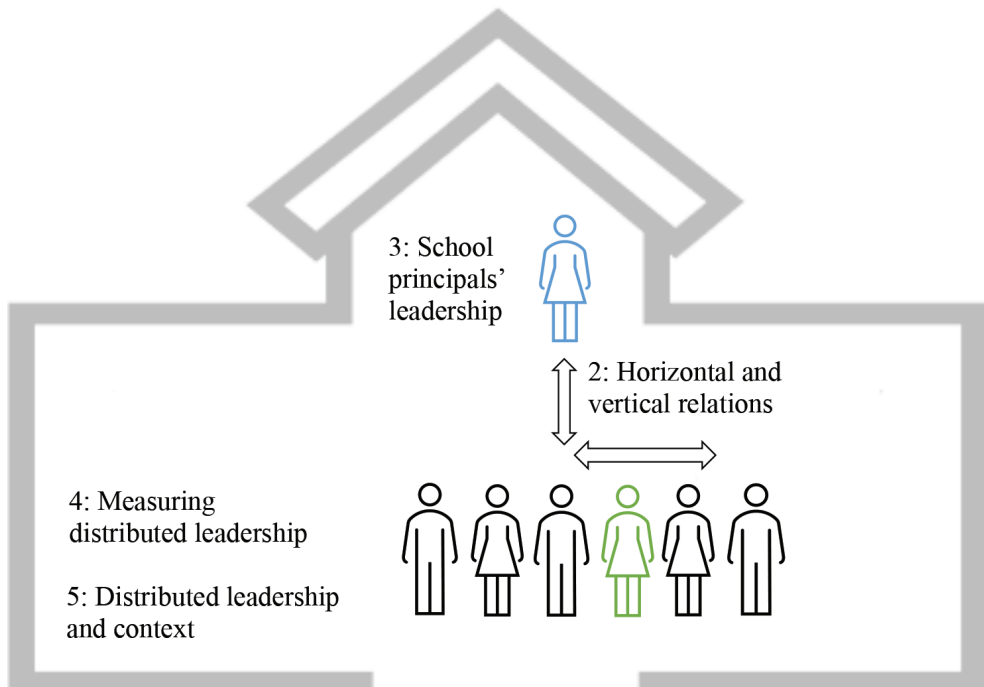 3: School
principals’
leadership
2: Horizontal and
vertical relations
4: Measuring
distributed leadership
5: Distributed leadership
and context